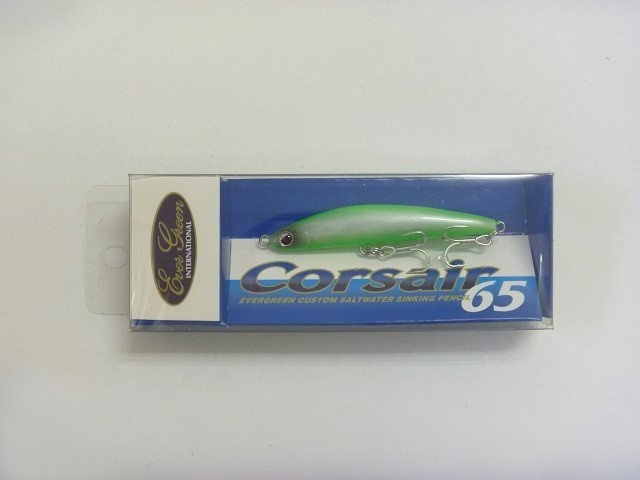 Ever Green
INTERNATIONAL
Corsair
EVERGREEN CUSTOM SALTWATER SINKING PENCIL
65